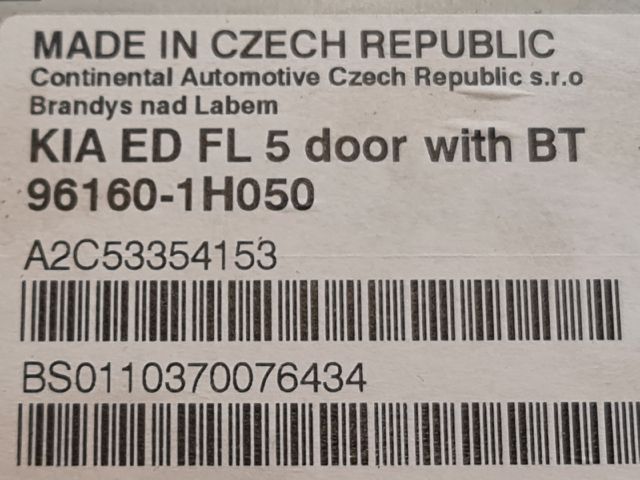 MADE IN CZECH REPUBLIC
Continental Automotive Czech Republic s.r.o
Brandys nad Labem
KIA ED FL 5 door with BT
96160-1H050
A2C53354153
BS0110370076434